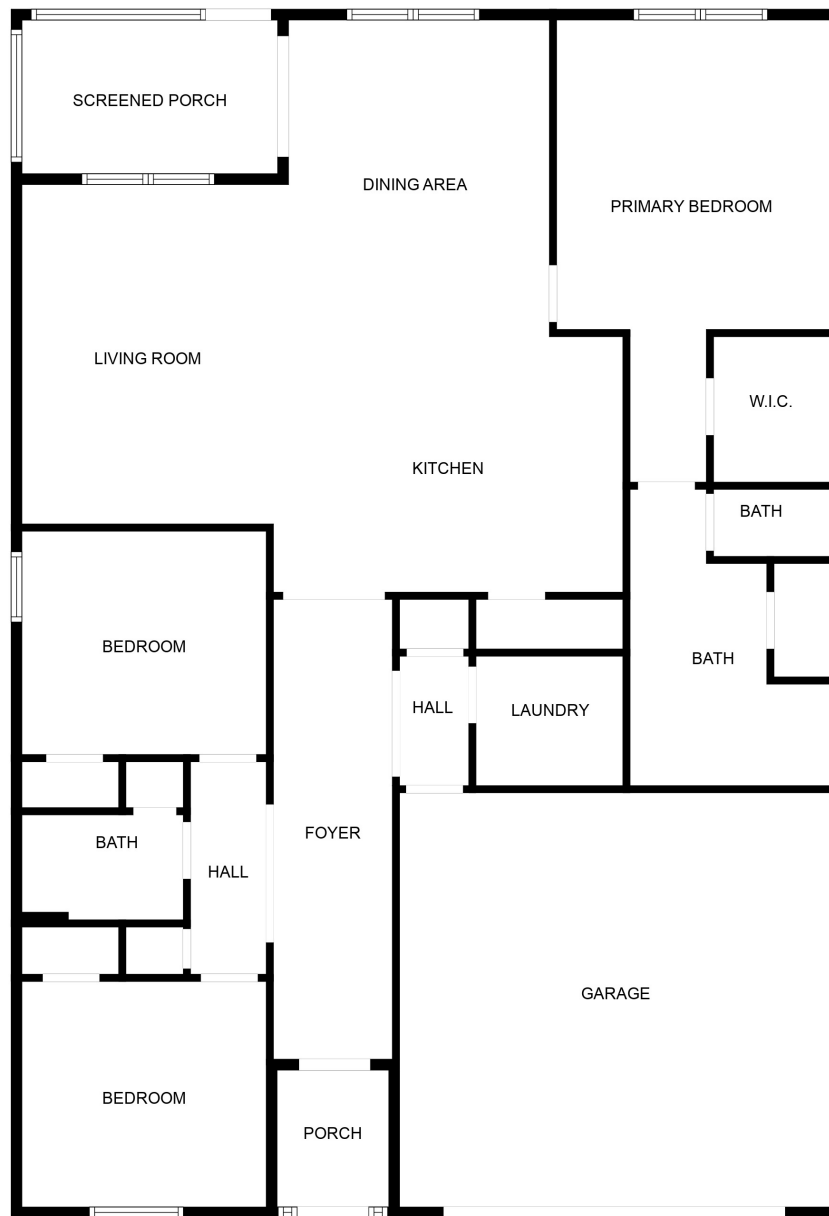 SCREENED PORCH
DINING AREA
PRIMARY BEDROOM
LIVING ROOM
W.I.C.
KITCHEN
BATH
BEDROOM
BATH
HALL
LAUNDRY
FOYER
BATH
HALL
GARAGE
BEDROOM
PORCH